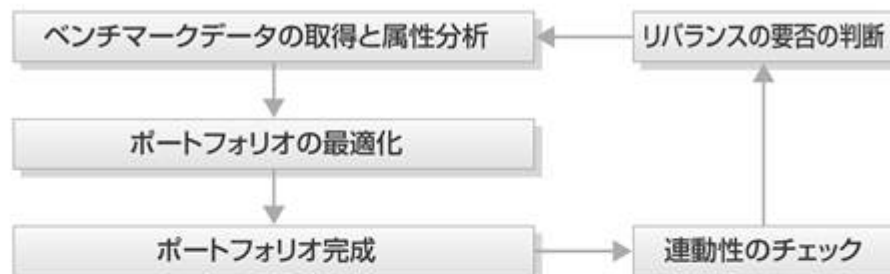 ベンチマークデータの取得と属性分析
リバランスの要否の判断
ポートフォリオの最適化
ポートフォリオ完成
連動性のチェック